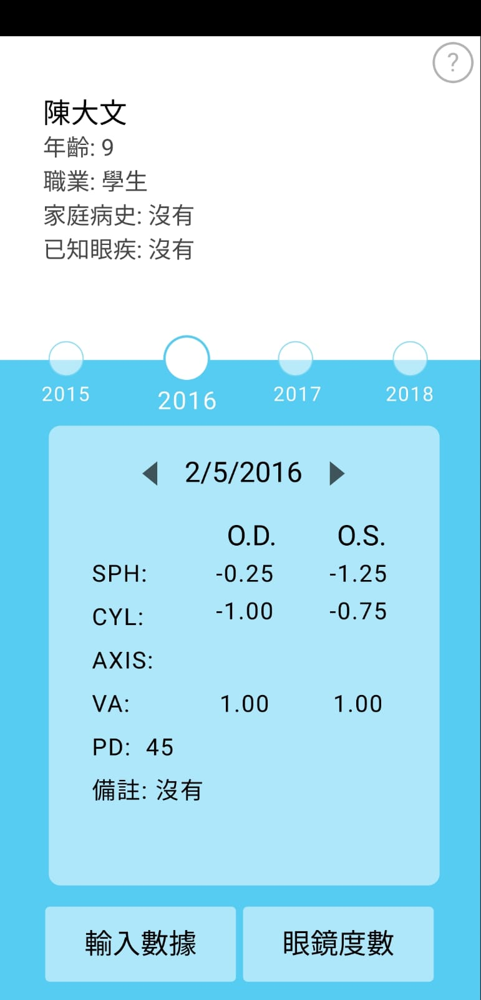 ?
陳大文
年齡: 9
職業: 學生
家庭病史: 沒有
已知眼疾: 沒有
2015 2016 2017 2018
2/5/2016
O.D. O.S.
SPH: -0.25 -1.25
CYL: -1.00 -0.75
AXIS:
VA: 1.00 1.00
PD: 45
備註: 沒有
輸入數據 眼鏡度數